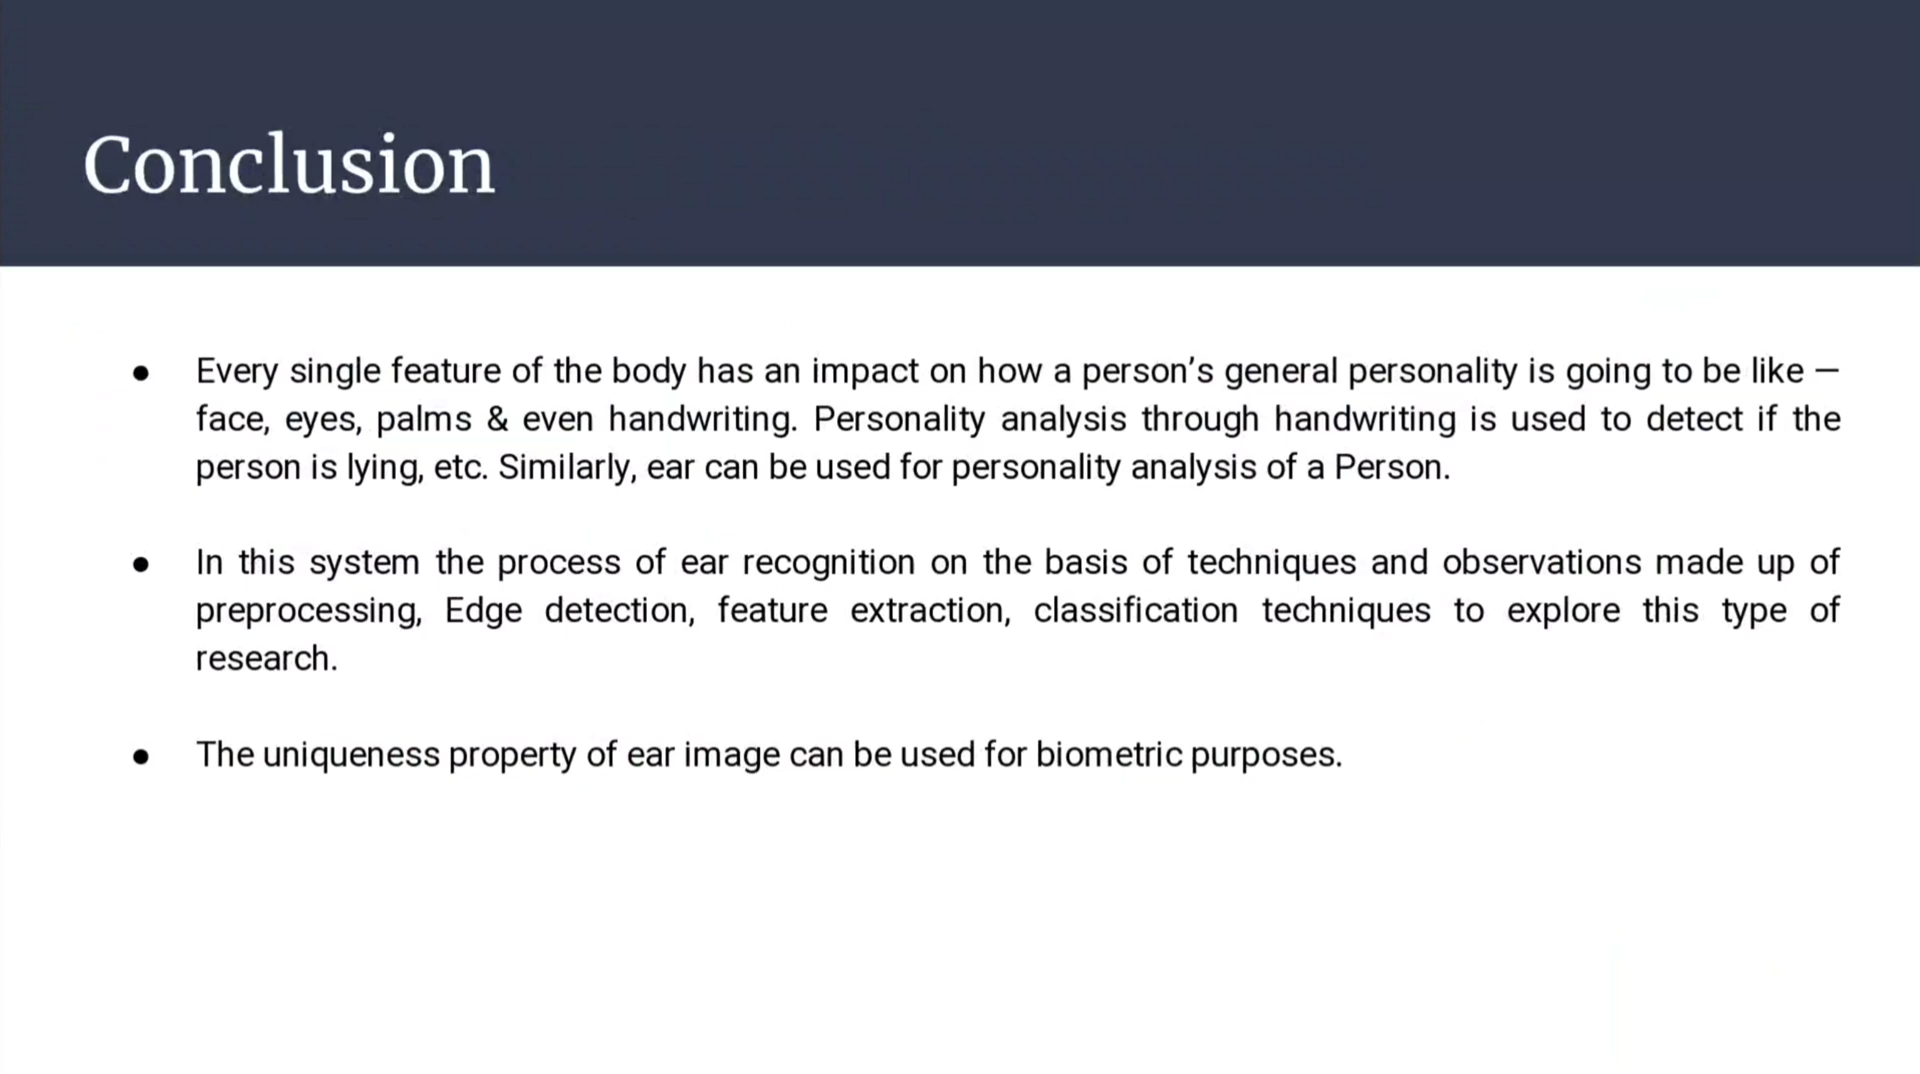 Conclusion
● Every single feature of the body has an impact on how a person’s general personality is going to be like –
face, eyes, palms & even handwriting. Personality analysis through handwriting is used to detect if the
person is lying, etc. Similarly, ear can be used for personality analysis of a Person.
● In this system the process of ear recognition on the basis of techniques and observations made up of
preprocessing, Edge detection, feature extraction, classification techniques to explore this type of
research.
● The uniqueness property of ear image can be used for biometric purposes.